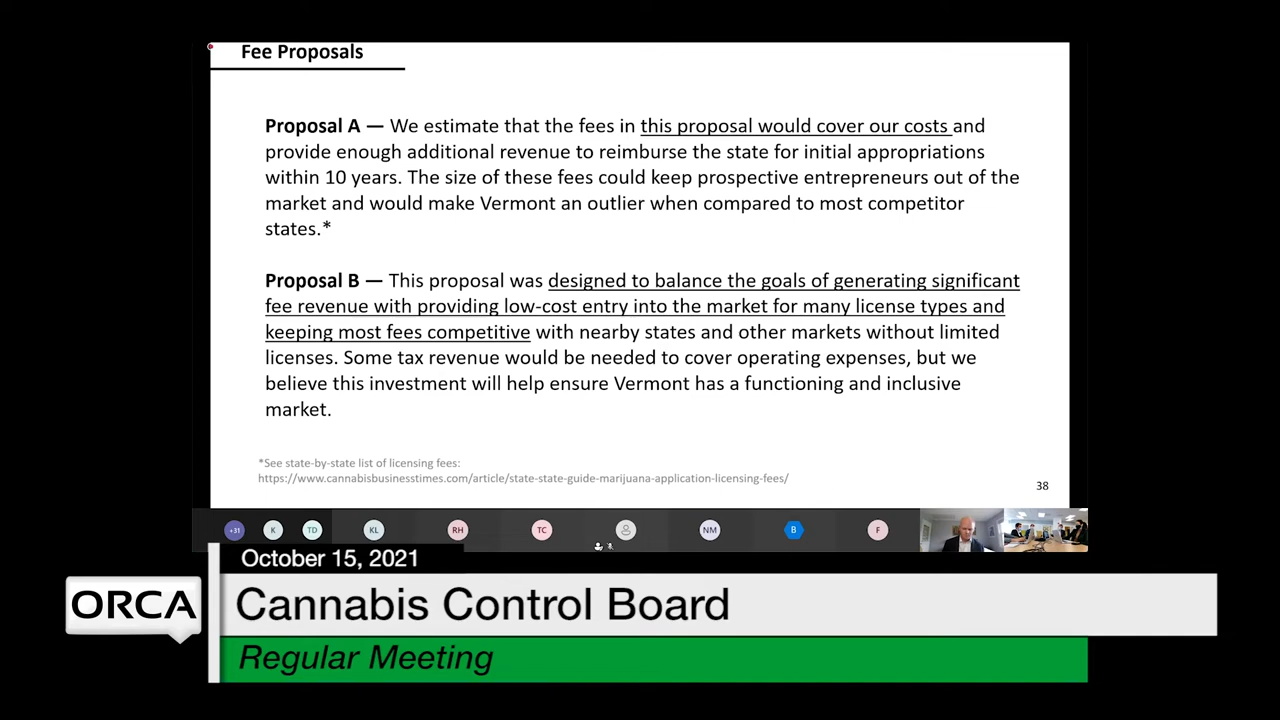 Fee Proposals
Proposal A — We estimate that the fees in this proposal would cover our costs and
provide enough additional revenue to reimburse the state for initial appropriations
within 10 years. The size of these fees could keep prospective entrepreneurs out of the
market and would make Vermont an outlier when compared to most competitor
states.*
Proposal B — This proposal was designed to balance the goals of generating significant
fee revenue with providing low-cost entry into the market for many license types and
keeping most fees competitive with nearby states and other markets without limited
licenses. Some tax revenue would be needed to cover operating expenses, but we
believe this investment will help ensure Vermont has a functioning and inclusive
market.
*See state-by-state list of licensing fees:
https://www.cannabisbusinesstimes.com/article/state-state-guide-marijuana-application-licensing-fees/
38
+31 K TD KL RH TC NM B F
October 15, 2021
ORCA
Cannabis Control Board
Regular Meeting